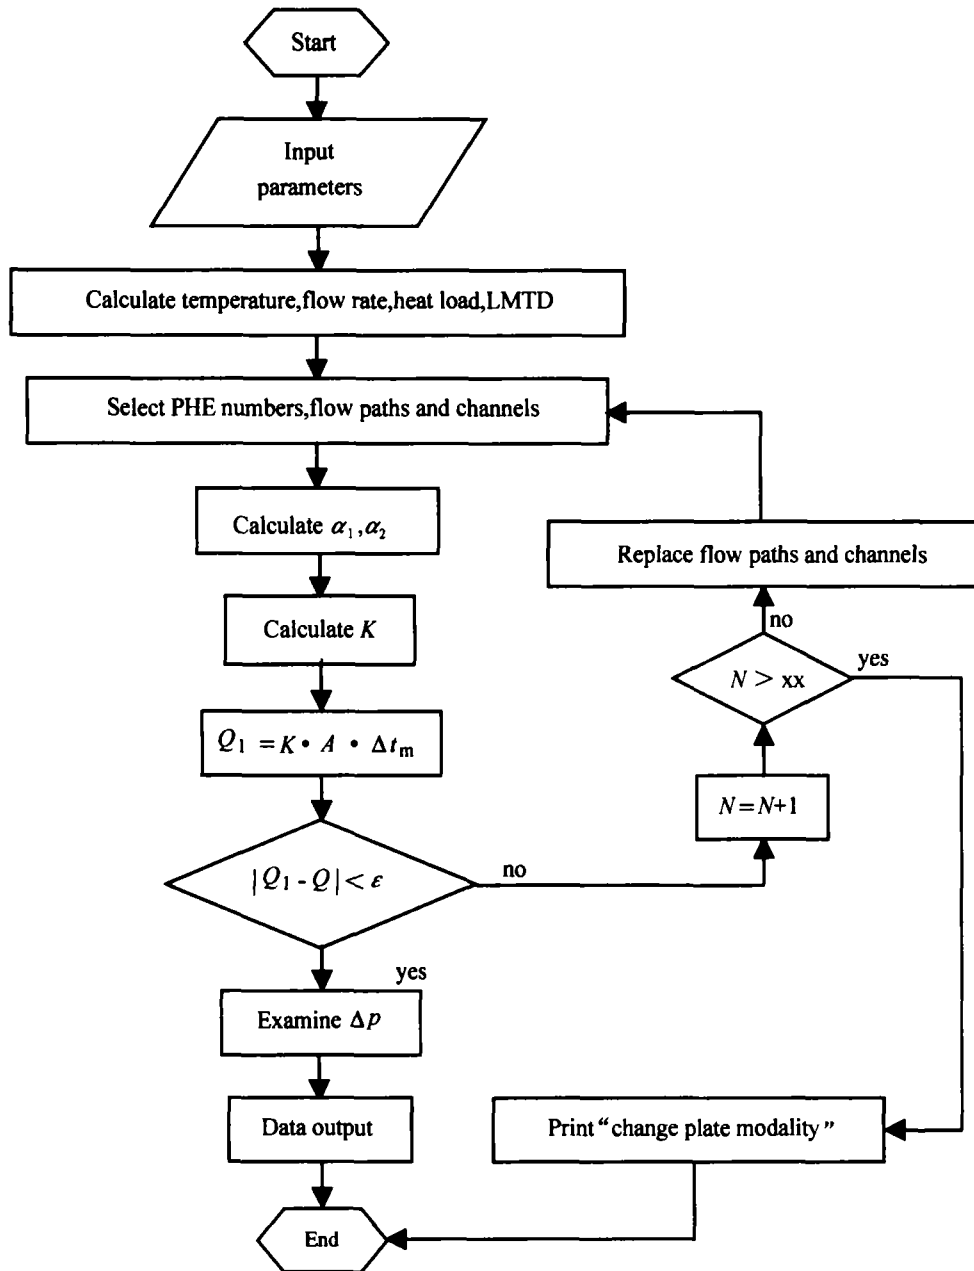 Start
Input
parameters
Calculate temperature,flow rate,heat load,LMTD
Select PHE numbers,flow paths and channels
Calculate α₁,α₂
Replace flow paths and channels
Calculate K
no
N > xx
yes
Q₁ = K • A • Δtₘ
N=N+1
|Q₁ - Q| < ε
no
yes
Examine Δp
Data output
Print“change plate modality”
End